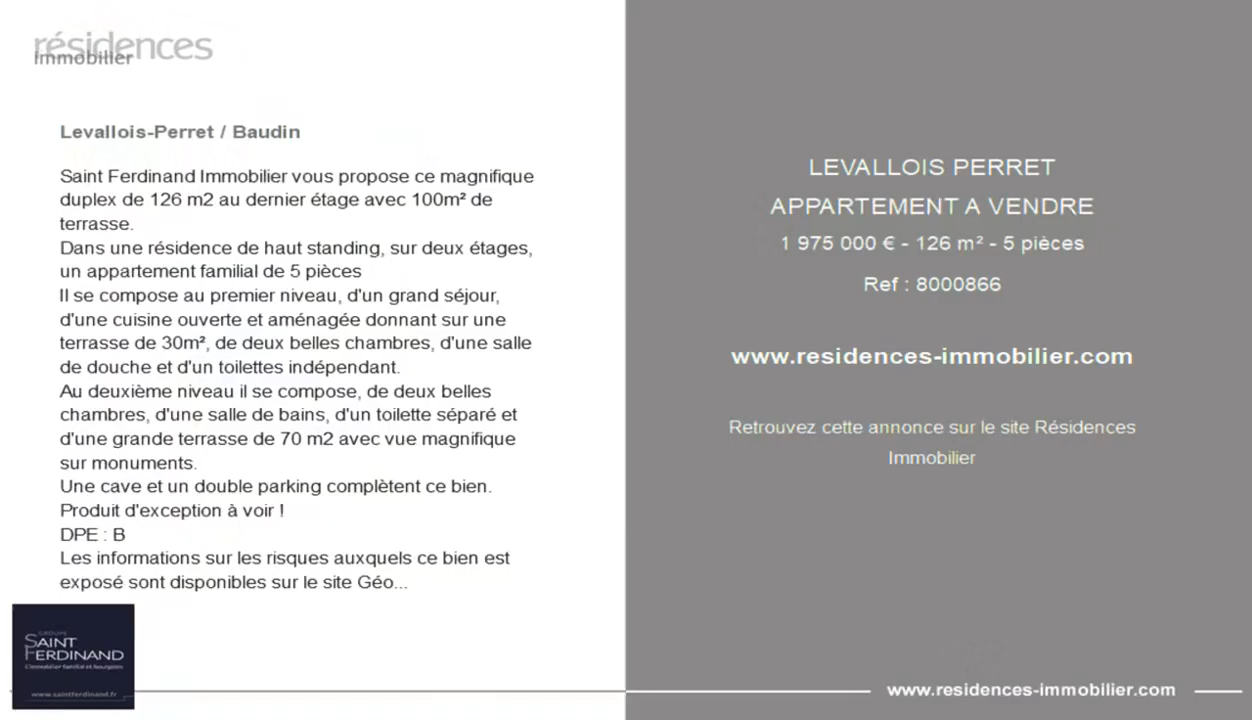 résidences
immobilier
Levallois-Perret / Baudin
Saint Ferdinand Immobilier vous propose ce magnifique
duplex de 126 m2 au dernier étage avec 100m² de
terrasse.
Dans une résidence de haut standing, sur deux étages,
un appartement familial de 5 pièces
Il se compose au premier niveau, d'un grand séjour,
d'une cuisine ouverte et aménagée donnant sur une
terrasse de 30m², de deux belles chambres, d'une salle
de douche et d'un toilettes indépendant.
Au deuxième niveau il se compose, de deux belles
chambres, d'une salle de bains, d'un toilette séparé et
d'une grande terrasse de 70 m2 avec vue magnifique
sur monuments.
Une cave et un double parking complètent ce bien.
Produit d'exception à voir !
DPE : B
Les informations sur les risques auxquels ce bien est
exposé sont disponibles sur le site Géo...
GROUPE
SAINT
FERDINAND
L'immobilier familial et bourgeois
www.saintferdinand.fr
LEVALLOIS PERRET
APPARTEMENT A VENDRE
1 975 000 € - 126 m² - 5 pièces
Ref : 8000866
www.residences-immobilier.com
Retrouvez cette annonce sur le site Résidences
Immobilier
www.residences-immobilier.com